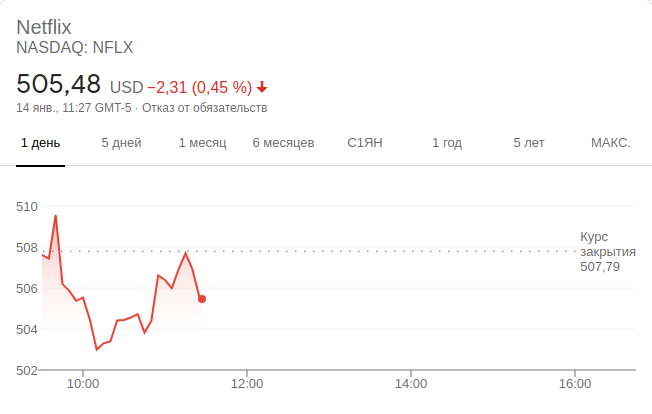 Netflix
NASDAQ: NFLX
505,48 USD −2,31 (0,45 %)
14 янв., 11:27 GMT-5 · Отказ от обязательств
1 день 5 дней 1 месяц 6 месяцев С1ЯН 1 год 5 лет МАКС.
510
508
506
504
502
Курс
закрытия
507,79
10:00 12:00 14:00 16:00